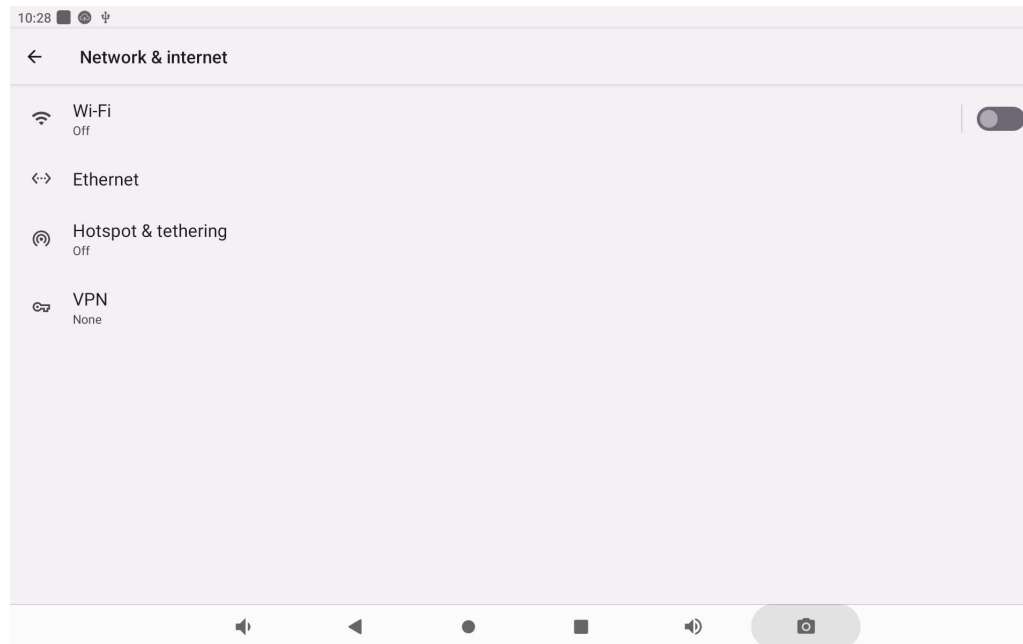 10:28
Network & internet
Wi-Fi
Off
Ethernet
Hotspot & tethering
Off
VPN
None